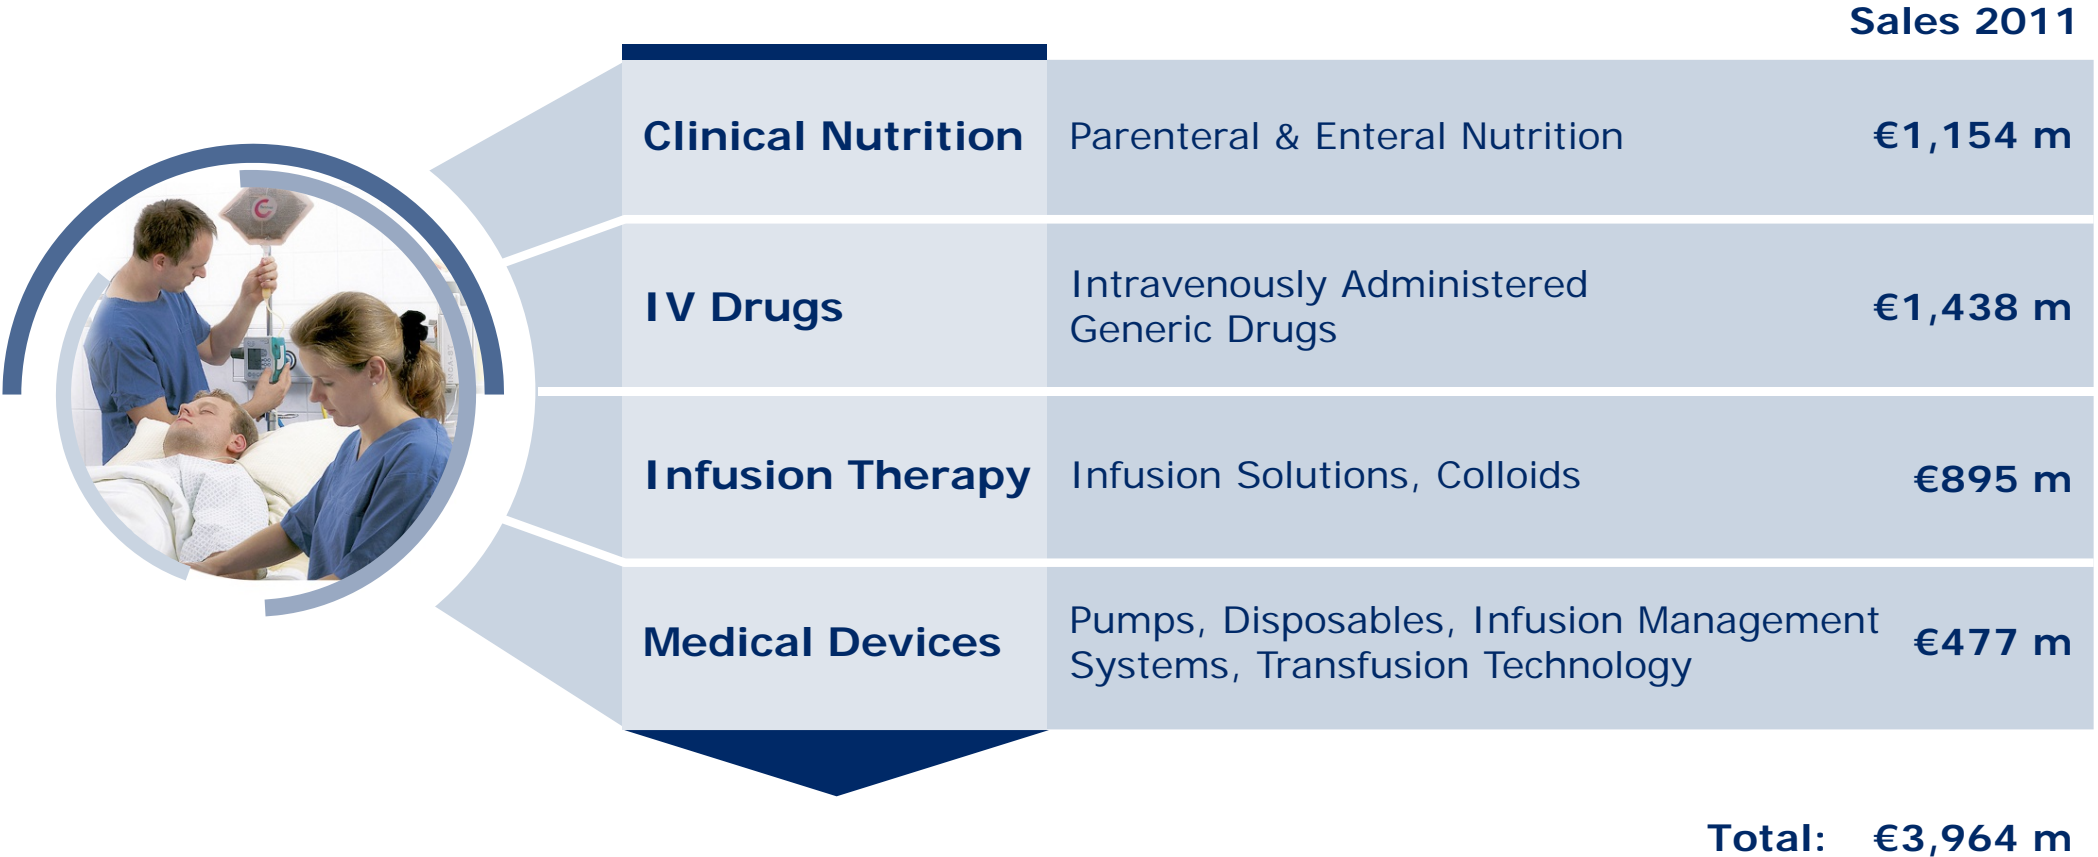 Sales 2011
Clinical Nutrition
Parenteral & Enteral Nutrition
€1,154 m
IV Drugs
Intravenously Administered
Generic Drugs
€1,438 m
Infusion Therapy
Infusion Solutions, Colloids
€895 m
Medical Devices
Pumps, Disposables, Infusion Management
Systems, Transfusion Technology
€477 m
Total: €3,964 m